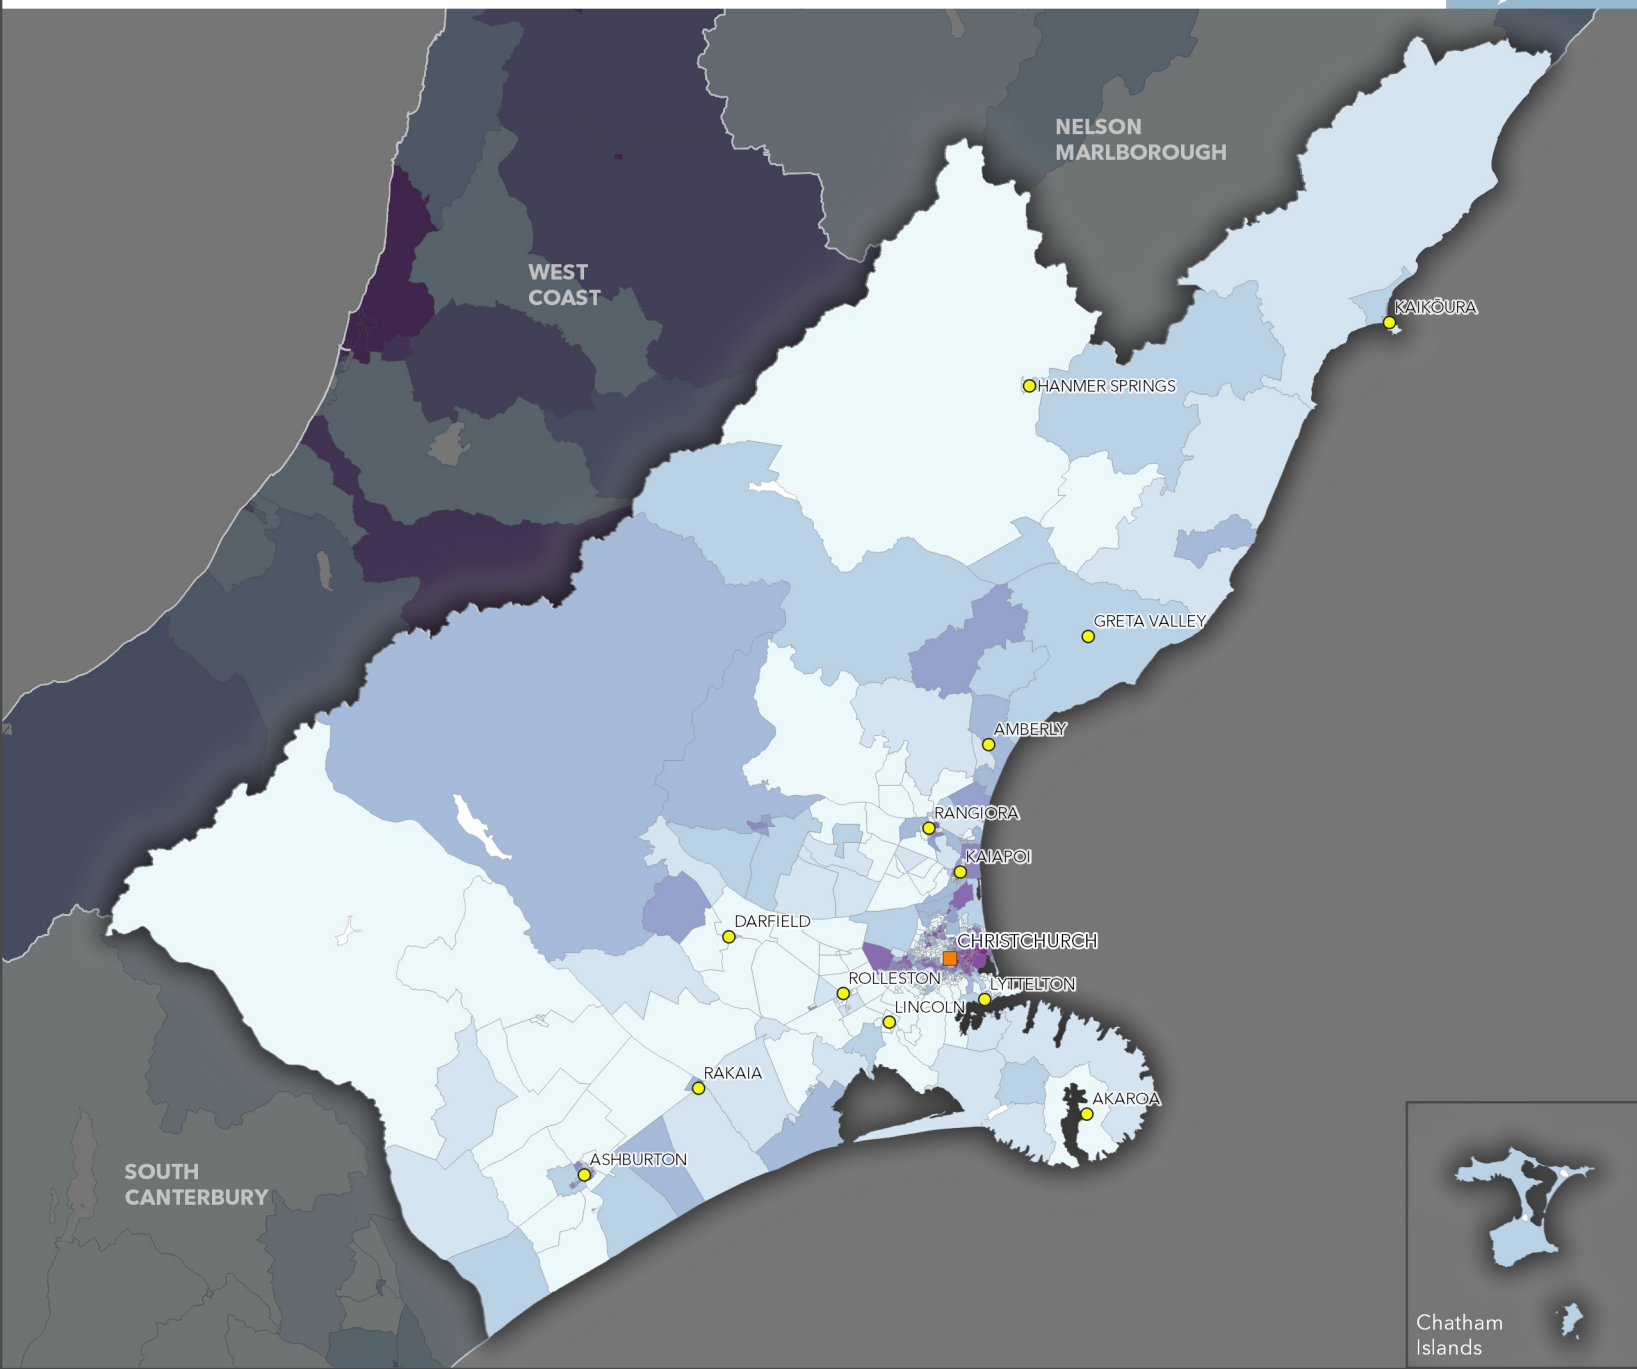 NELSON
MARLBOROUGH
WEST
COAST
KAIKŌURA
HANMER SPRINGS
GRETA VALLEY
AMBERLY
RANGIORA
KAIAPOI
DARFIELD
CHRISTCHURCH
ROLLESTON
LYTTELTON
LINCOLN
RAKAIA
AKAROA
ASHBURTON
SOUTH
CANTERBURY
Chatham
Islands